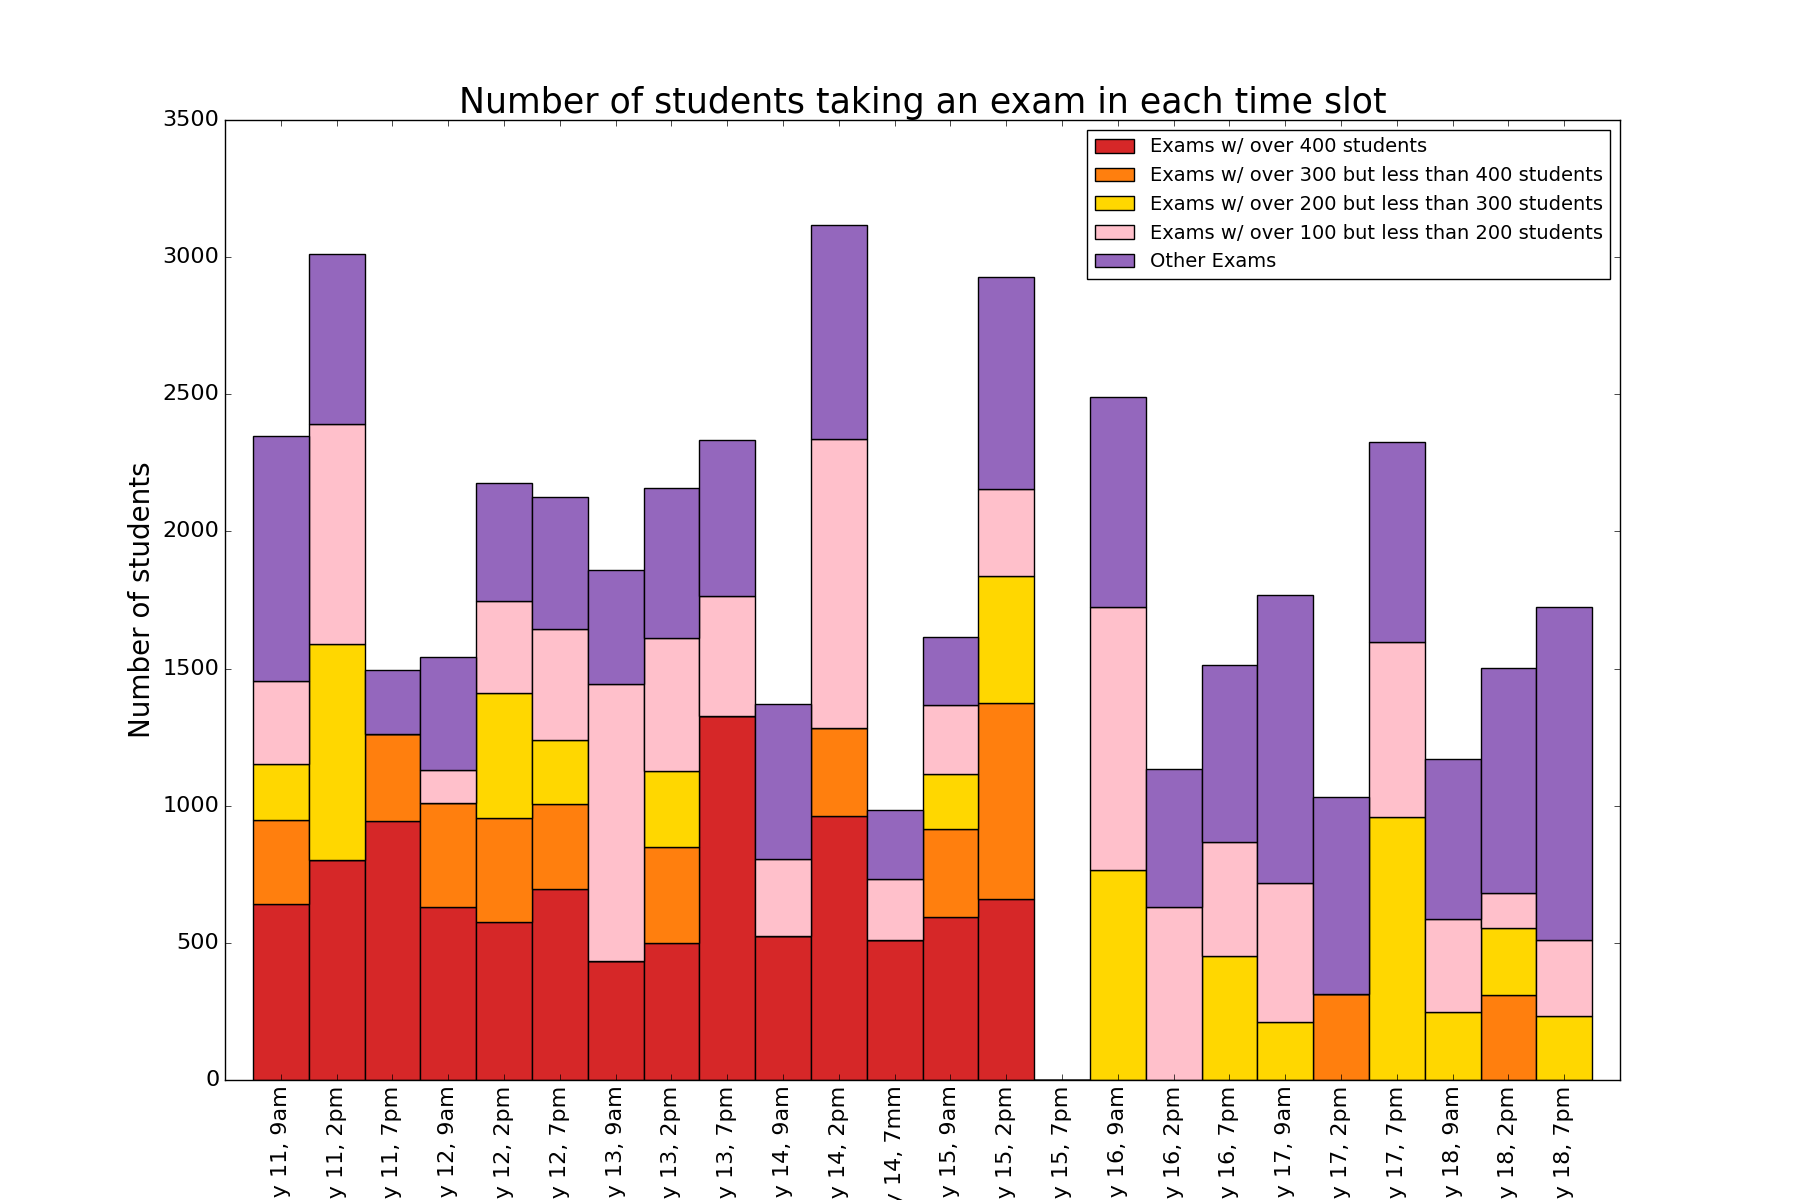 Number of students taking an exam in each time slot
3500
3000
2500
2000
1500
1000
500
0
Number of students
Exams w/ over 400 students
Exams w/ over 300 but less than 400 students
Exams w/ over 200 but less than 300 students
Exams w/ over 100 but less than 200 students
Other Exams
y 11, 9am
y 11, 2pm
y 11, 7pm
y 12, 9am
y 12, 2pm
y 12, 7pm
y 13, 9am
y 13, 2pm
y 13, 7pm
y 14, 9am
y 14, 2pm
y 14, 7mm
y 15, 9am
y 15, 2pm
y 15, 7pm
y 16, 9am
y 16, 2pm
y 16, 7pm
y 17, 9am
y 17, 2pm
y 17, 7pm
y 18, 9am
y 18, 2pm
y 18, 7pm